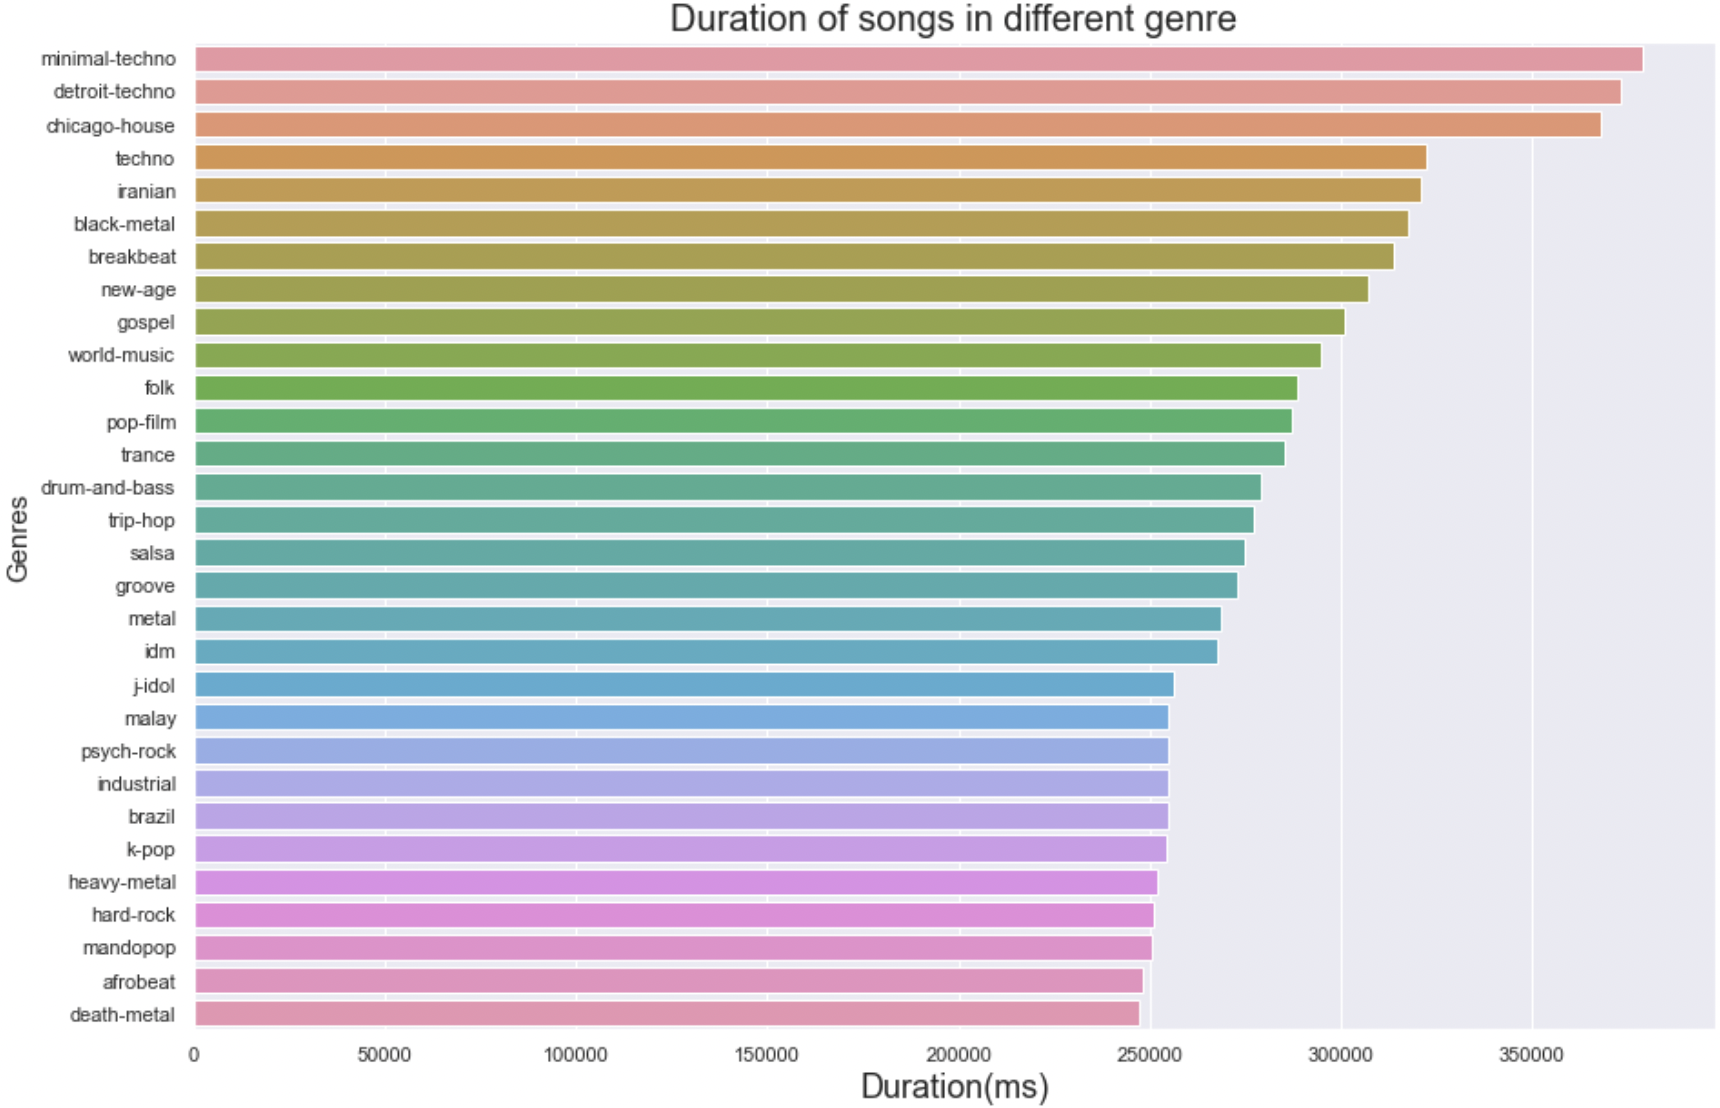 Duration of songs in different genre
minimal-techno
detroit-techno
chicago-house
techno
iranian
black-metal
breakbeat
new-age
gospel
world-music
folk
pop-film
trance
drum-and-bass
trip-hop
salsa
groove
metal
idm
j-idol
malay
psych-rock
industrial
brazil
k-pop
heavy-metal
hard-rock
mandopop
afrobeat
death-metal
Genres
0 50000 100000 150000 200000 250000 300000 350000
Duration(ms)